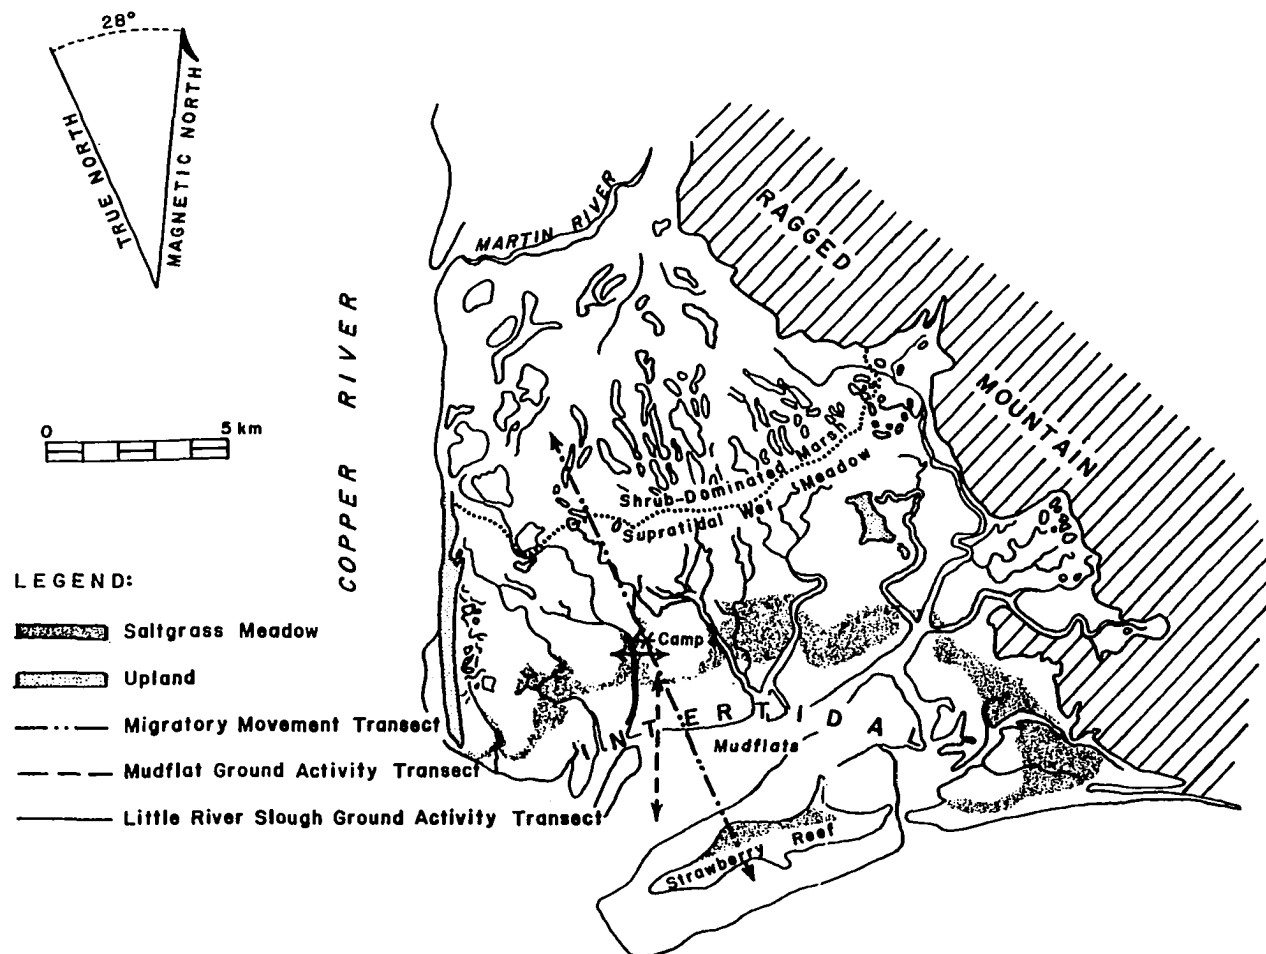 28°
TRUE NORTH
MAGNETIC NORTH
RAGGED
MOUNTAIN
MARTIN RIVER
COPPER RIVER
0 5 km
Shrub-Dominated Marsh
Supratidal Wet Meadow
Camp
INTERTIDAL
Mudflats
Strawberry Reef
LEGEND:
Saltgrass Meadow
Upland
Migratory Movement Transect
Mudflat Ground Activity Transect
Little River Slough Ground Activity Transect